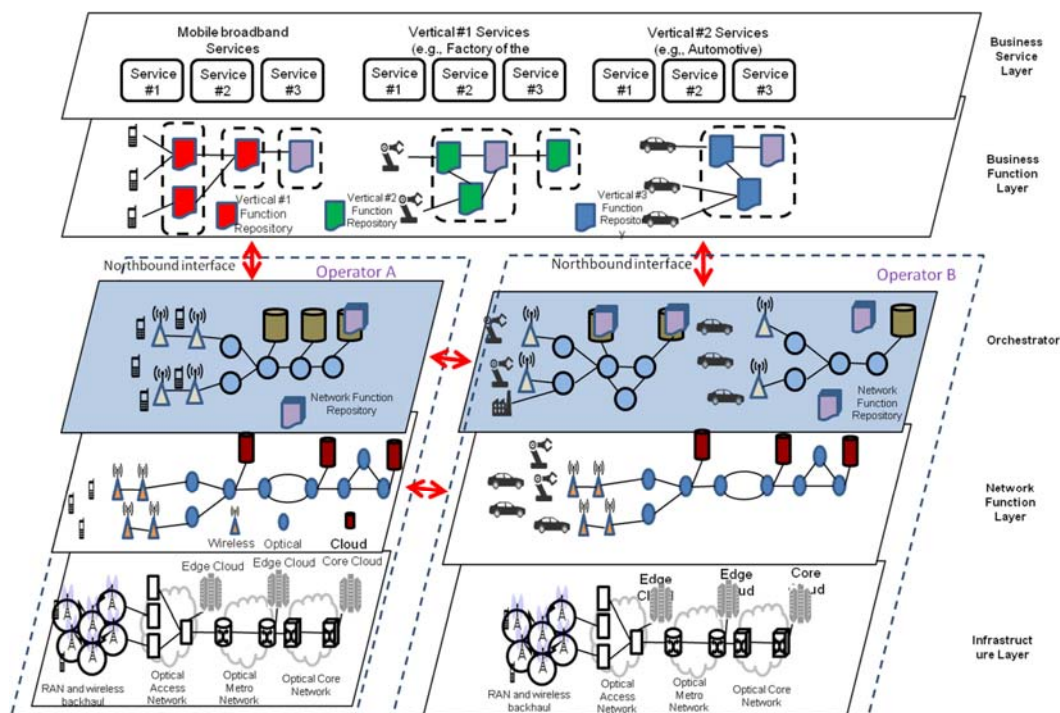 Mobile broadband
Services
Vertical #1 Services
(e.g., Factory of the
Vertical #2 Services
(e.g., Automotive)
Business
Service
Layer
Service
#1
Service
#2
Service
#3
Service
#1
Service
#2
Service
#3
Service
#1
Service
#2
Service
#3
Business
Function
Layer
Vertical #1
Function
Repository
Vertical #2
Function
Repository
Vertical #3
Function
Repositor
y
Northbound interface
Operator A
Northbound interface
Operator B
Orchestrator
Network Function
Repository
Network
Function
Repository
Network
Function
Layer
Wireless
Optical
Cloud
Edge Cloud
Edge Cloud
Core Cloud
RAN and wireless
backhaul
Optical
Access
Network
Optical
Metro
Network
Optical Core
Network
Edge
Edge
Core
RAN and wireless
backhaul
Optical
Access
Network
Optical
Metro
Network
Optical Core
Network
Infrastruct
ure Layer